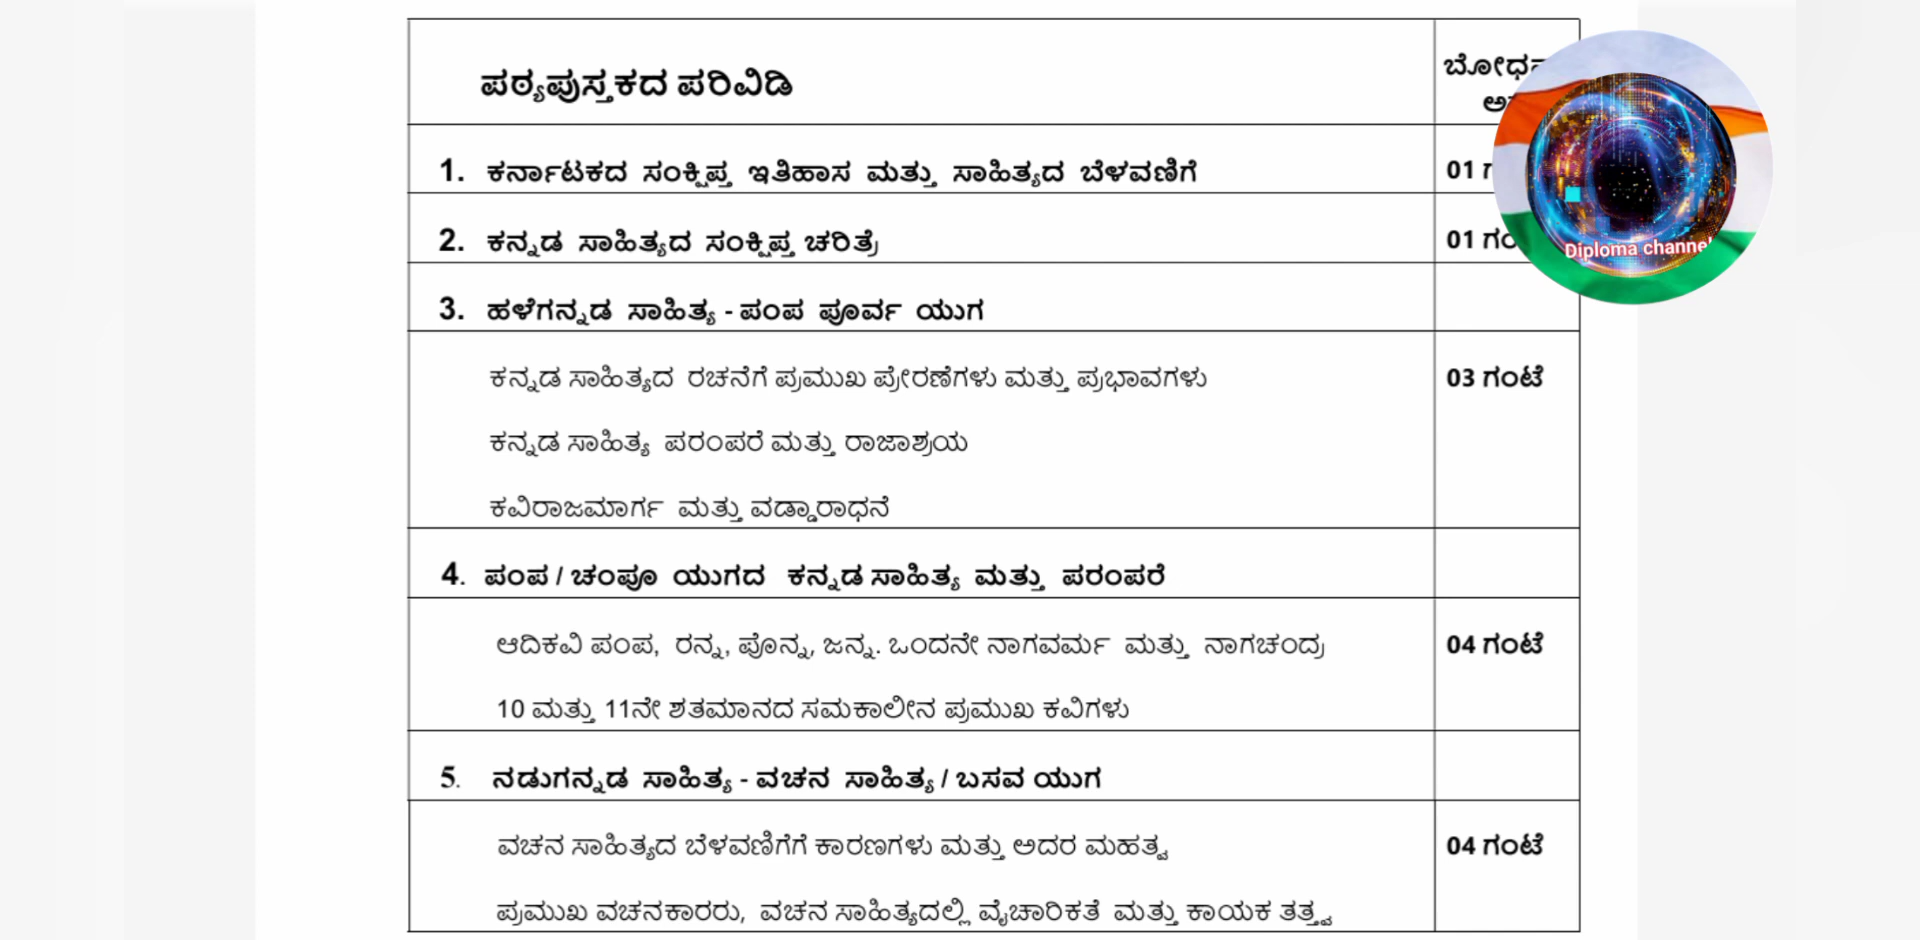 ಪಠ್ಯಪುಸ್ತಕದ ಪರಿವಿಡಿ
1. ಕರ್ನಾಟಕದ ಸಂಕ್ಷಿಪ್ತ ಇತಿಹಾಸ ಮತ್ತು ಸಾಹಿತ್ಯದ ಬೆಳವಣಿಗೆ 01
2. ಕನ್ನಡ ಸಾಹಿತ್ಯದ ಸಂಕ್ಷಿಪ್ತ ಚರಿತ್ರೆ 01
Diploma channel
3. ಹಳೆಗನ್ನಡ ಸಾಹಿತ್ಯ - ಪಂಪ ಪೂರ್ವ ಯುಗ
ಕನ್ನಡ ಸಾಹಿತ್ಯದ ರಚನೆಗೆ ಪ್ರಮುಖ ಪ್ರೇರಣೆಗಳು ಮತ್ತು ಪ್ರಭಾವಗಳು 03 ಗಂಟೆ
ಕನ್ನಡ ಸಾಹಿತ್ಯ ಪರಂಪರೆ ಮತ್ತು ರಾಜಾಶ್ರಯ
ಕವಿರಾಜಮಾರ್ಗ ಮತ್ತು ವಡ್ಡಾರಾಧನೆ
4. ಪಂಪ / ಚಂಪೂ ಯುಗದ ಕನ್ನಡ ಸಾಹಿತ್ಯ ಮತ್ತು ಪರಂಪರೆ
ಆದಿಕವಿ ಪಂಪ, ರನ್ನ, ಪೊನ್ನ, ಜನ್ನ. ಒಂದನೇ ನಾಗವರ್ಮ ಮತ್ತು ನಾಗಚಂದ್ರ 04 ಗಂಟೆ
10 ಮತ್ತು 11ನೇ ಶತಮಾನದ ಸಮಕಾಲೀನ ಪ್ರಮುಖ ಕವಿಗಳು
5. ನಡುಗನ್ನಡ ಸಾಹಿತ್ಯ - ವಚನ ಸಾಹಿತ್ಯ / ಬಸವ ಯುಗ
ವಚನ ಸಾಹಿತ್ಯದ ಬೆಳವಣಿಗೆಗೆ ಕಾರಣಗಳು ಮತ್ತು ಅದರ ಮಹತ್ವ 04 ಗಂಟೆ
ಪ್ರಮುಖ ವಚನಕಾರರು, ವಚನ ಸಾಹಿತ್ಯದಲ್ಲಿ ವೈಚಾರಿಕತೆ ಮತ್ತು ಕಾಯಕ ತತ್ತ್ವ